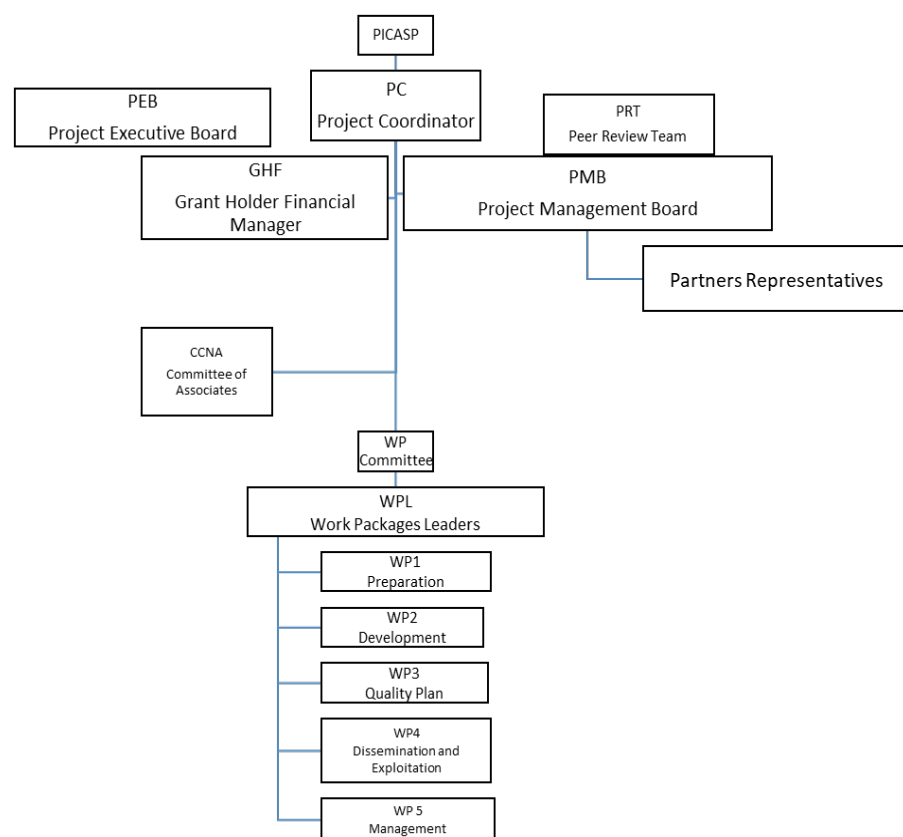 PICASP
PC
Project Coordinator
PEB
Project Executive Board
PRT
Peer Review Team
GHF
Grant Holder Financial
Manager
PMB
Project Management Board
Partners Representatives
CCNA
Committee of
Associates
WP
Committee
WPL
Work Packages Leaders
WP1
Preparation
WP2
Development
WP3
Quality Plan
WP4
Dissemination and
Exploitation
WP 5
Management